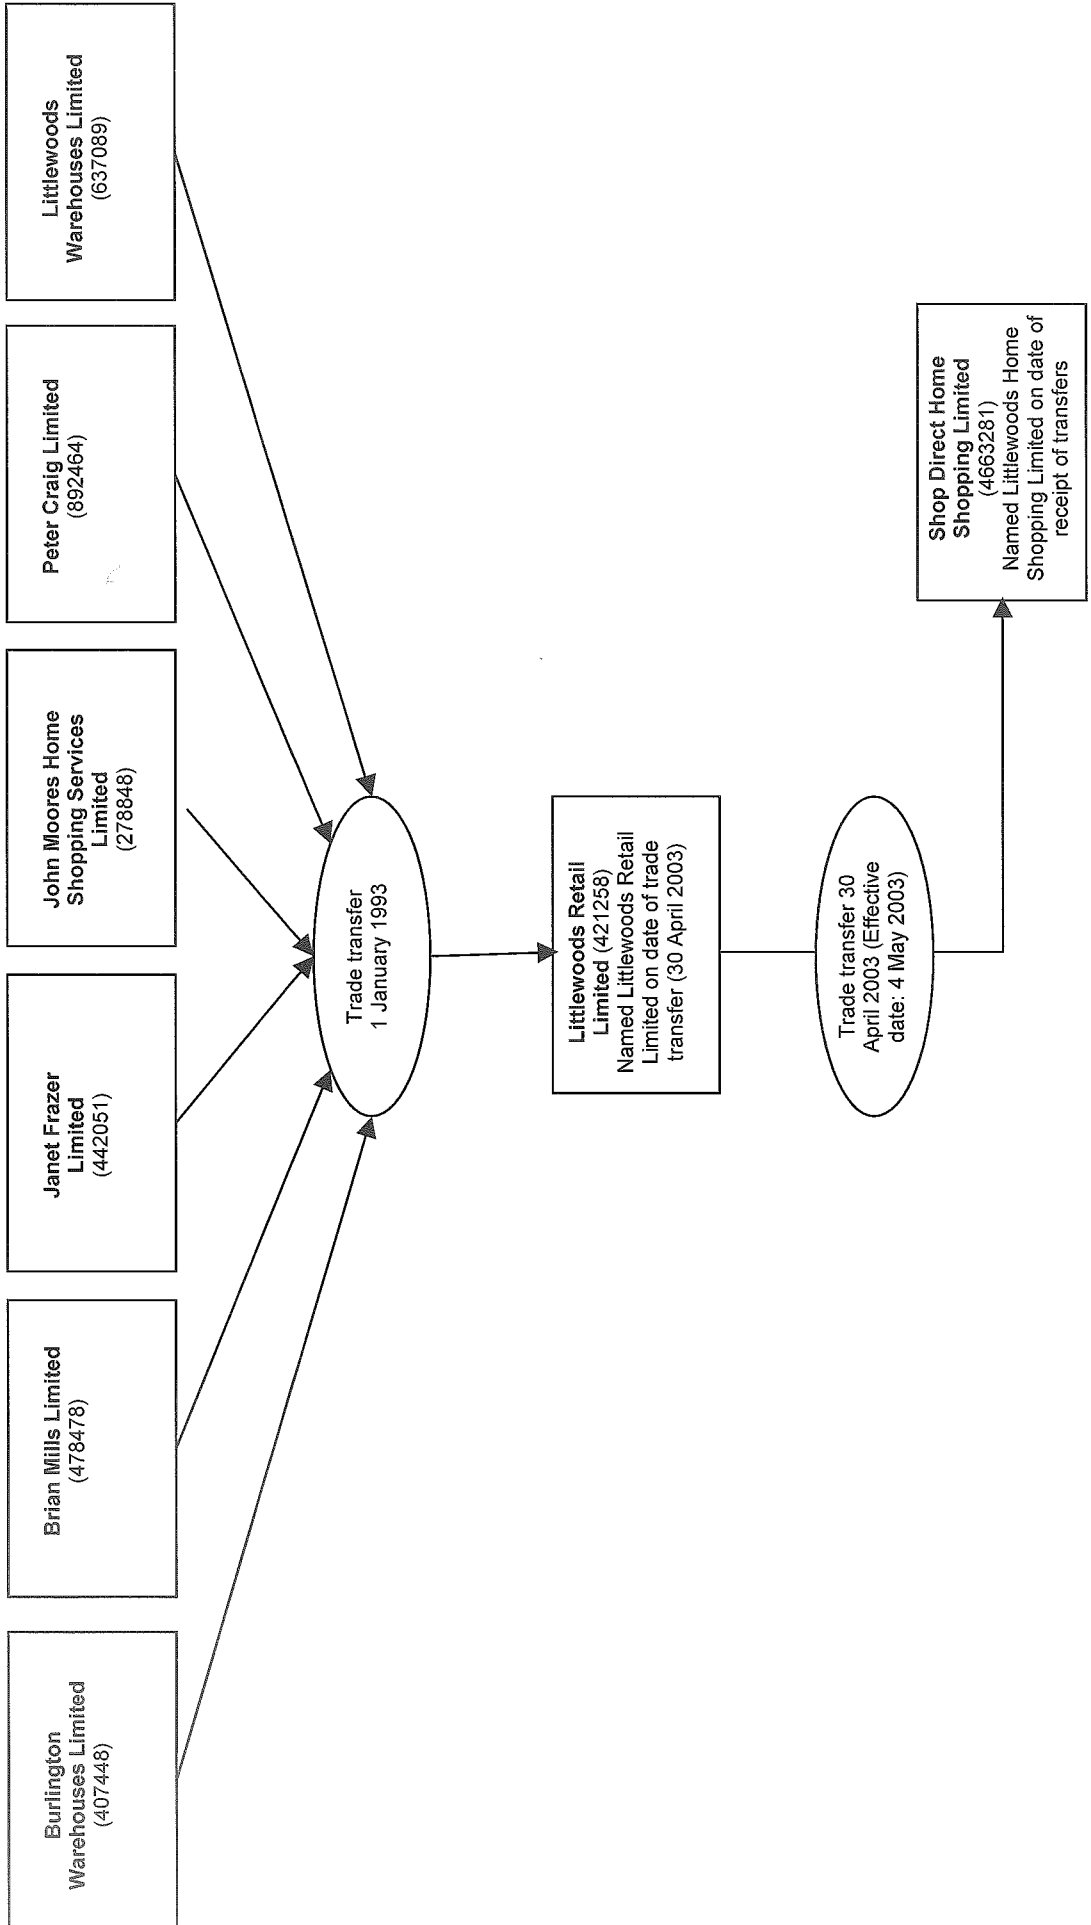 Burlington
Warehouses Limited
(407448)
Brian Mills Limited
(478478)
Janet Frazer
Limited
(442051)
John Moores Home
Shopping Services
Limited
(278848)
Peter Craig Limited
(892464)
Littlewoods
Warehouses Limited
(637089)
Trade transfer
1 January 1993
Littlewoods Retail
Limited (421258)
Named Littlewoods Retail
Limited on date of trade
transfer (30 April 2003)
Trade transfer 30
April 2003 (Effective
date: 4 May 2003)
Shop Direct Home
Shopping Limited
(4663281)
Named Littlewoods Home
Shopping Limited on date of
receipt of transfers